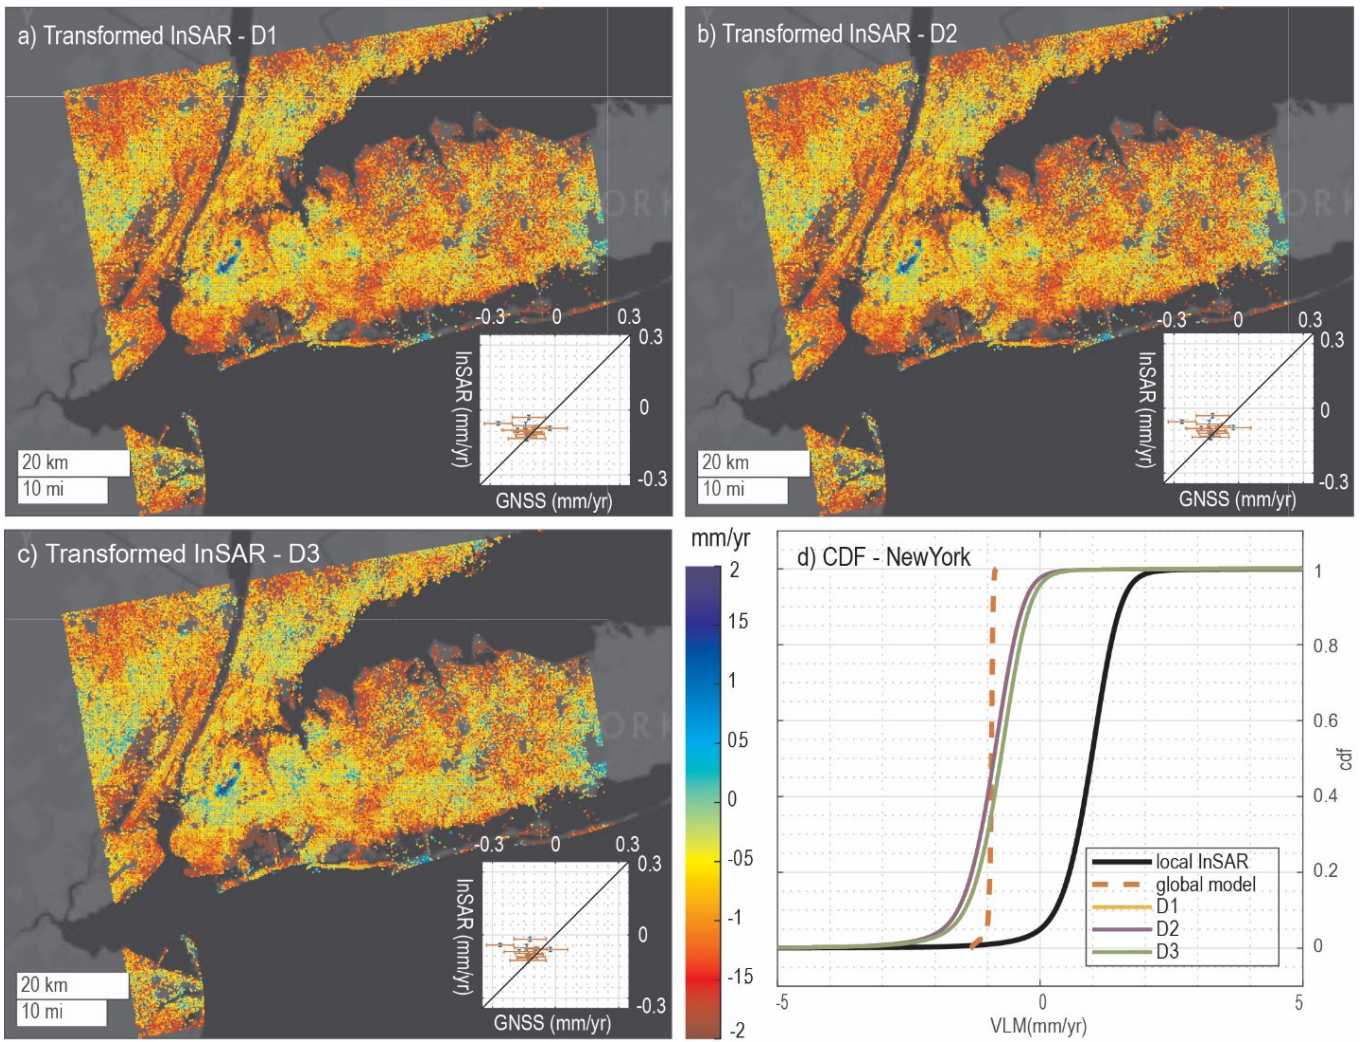 a) Transformed InSAR - D1
ORK
-0.3 0 0.3
0.3
InSAR (mm/yr)
0
-0.3
GNSS (mm/yr)
20 km
10 mi
b) Transformed InSAR - D2
ORK
-0.3 0 0.3
0.3
InSAR (mm/yr)
0
-0.3
GNSS (mm/yr)
20 km
10 mi
c) Transformed InSAR - D3
ORK
-0.3 0 0.3
0.3
InSAR (mm/yr)
0
-0.3
GNSS (mm/yr)
20 km
10 mi
mm/yr
2
15
1
05
0
-05
-1
-15
-2
d) CDF - NewYork
1
0.8
0.6
0.4
0.2
0
cdf
local InSAR
global model
D1
D2
D3
-5 0 5
VLM(mm/yr)